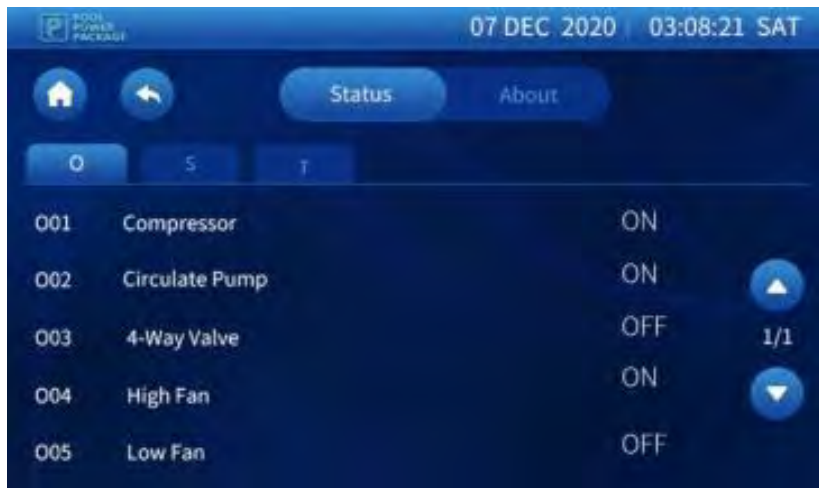 POOL
POWER
PACKAGE
07 DEC 2020 03:08:21 SAT
Status About
O S T
O01 Compressor ON
O02 Circulate Pump ON
O03 4-Way Valve OFF
1/1
O04 High Fan ON
O05 Low Fan OFF